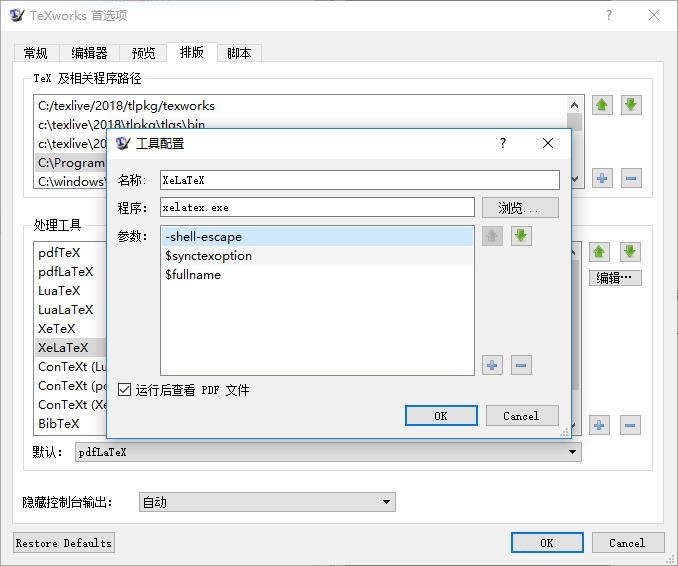 TeXworks 首选项
常规 编辑器 预览 排版 脚本
TeX 及相关程序路径
C:/texlive/2018/tlpkg/texworks
c:\texlive\2018\tlpkg\tlgs\bin
c:\texlive\20
C:\Program
C:\windows\
工具配置
名称: XeLaTeX
程序: xelatex.exe 浏览...
参数: -shell-escape
$synctexoption
$fullname
运行后查看 PDF 文件
OK Cancel
处理工具
pdfTeX
pdfLaTeX
LuaTeX
LuaLaTeX
XeTeX
XeLaTeX
ConTeXt (Lu
ConTeXt (pd
ConTeXt (Xe
BibTeX
编辑...
默认: pdfLaTeX
隐藏控制台输出: 自动
Restore Defaults OK Cancel